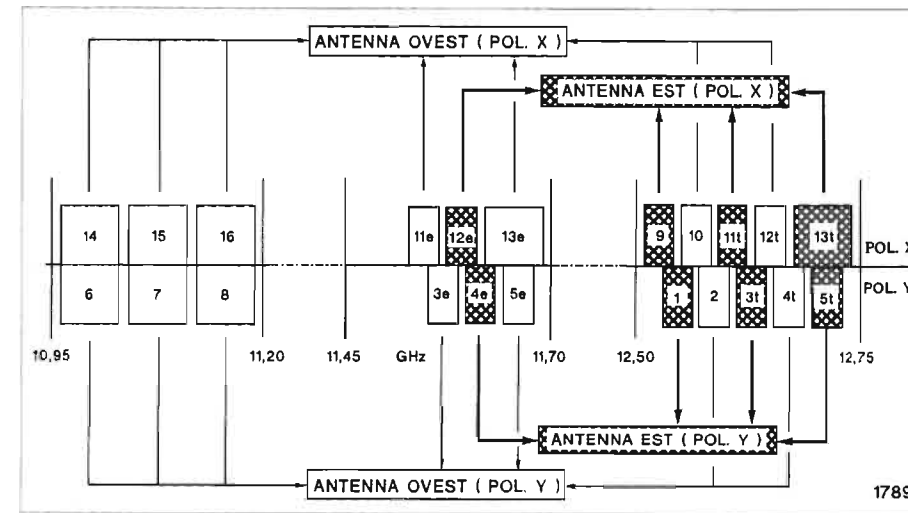 ANTENNA OVEST ( POL. X )
ANTENNA EST ( POL. X )
14 15 16 11e 12e 13e 9 10 11t 12t 13t
POL. X
6 7 8 3e 4e 5e 1 2 3t 4t 5t
POL. Y
10,95 11,20 11,45 GHz 11,70 12,50 12,75
ANTENNA EST ( POL. Y )
ANTENNA OVEST ( POL. Y )
1789